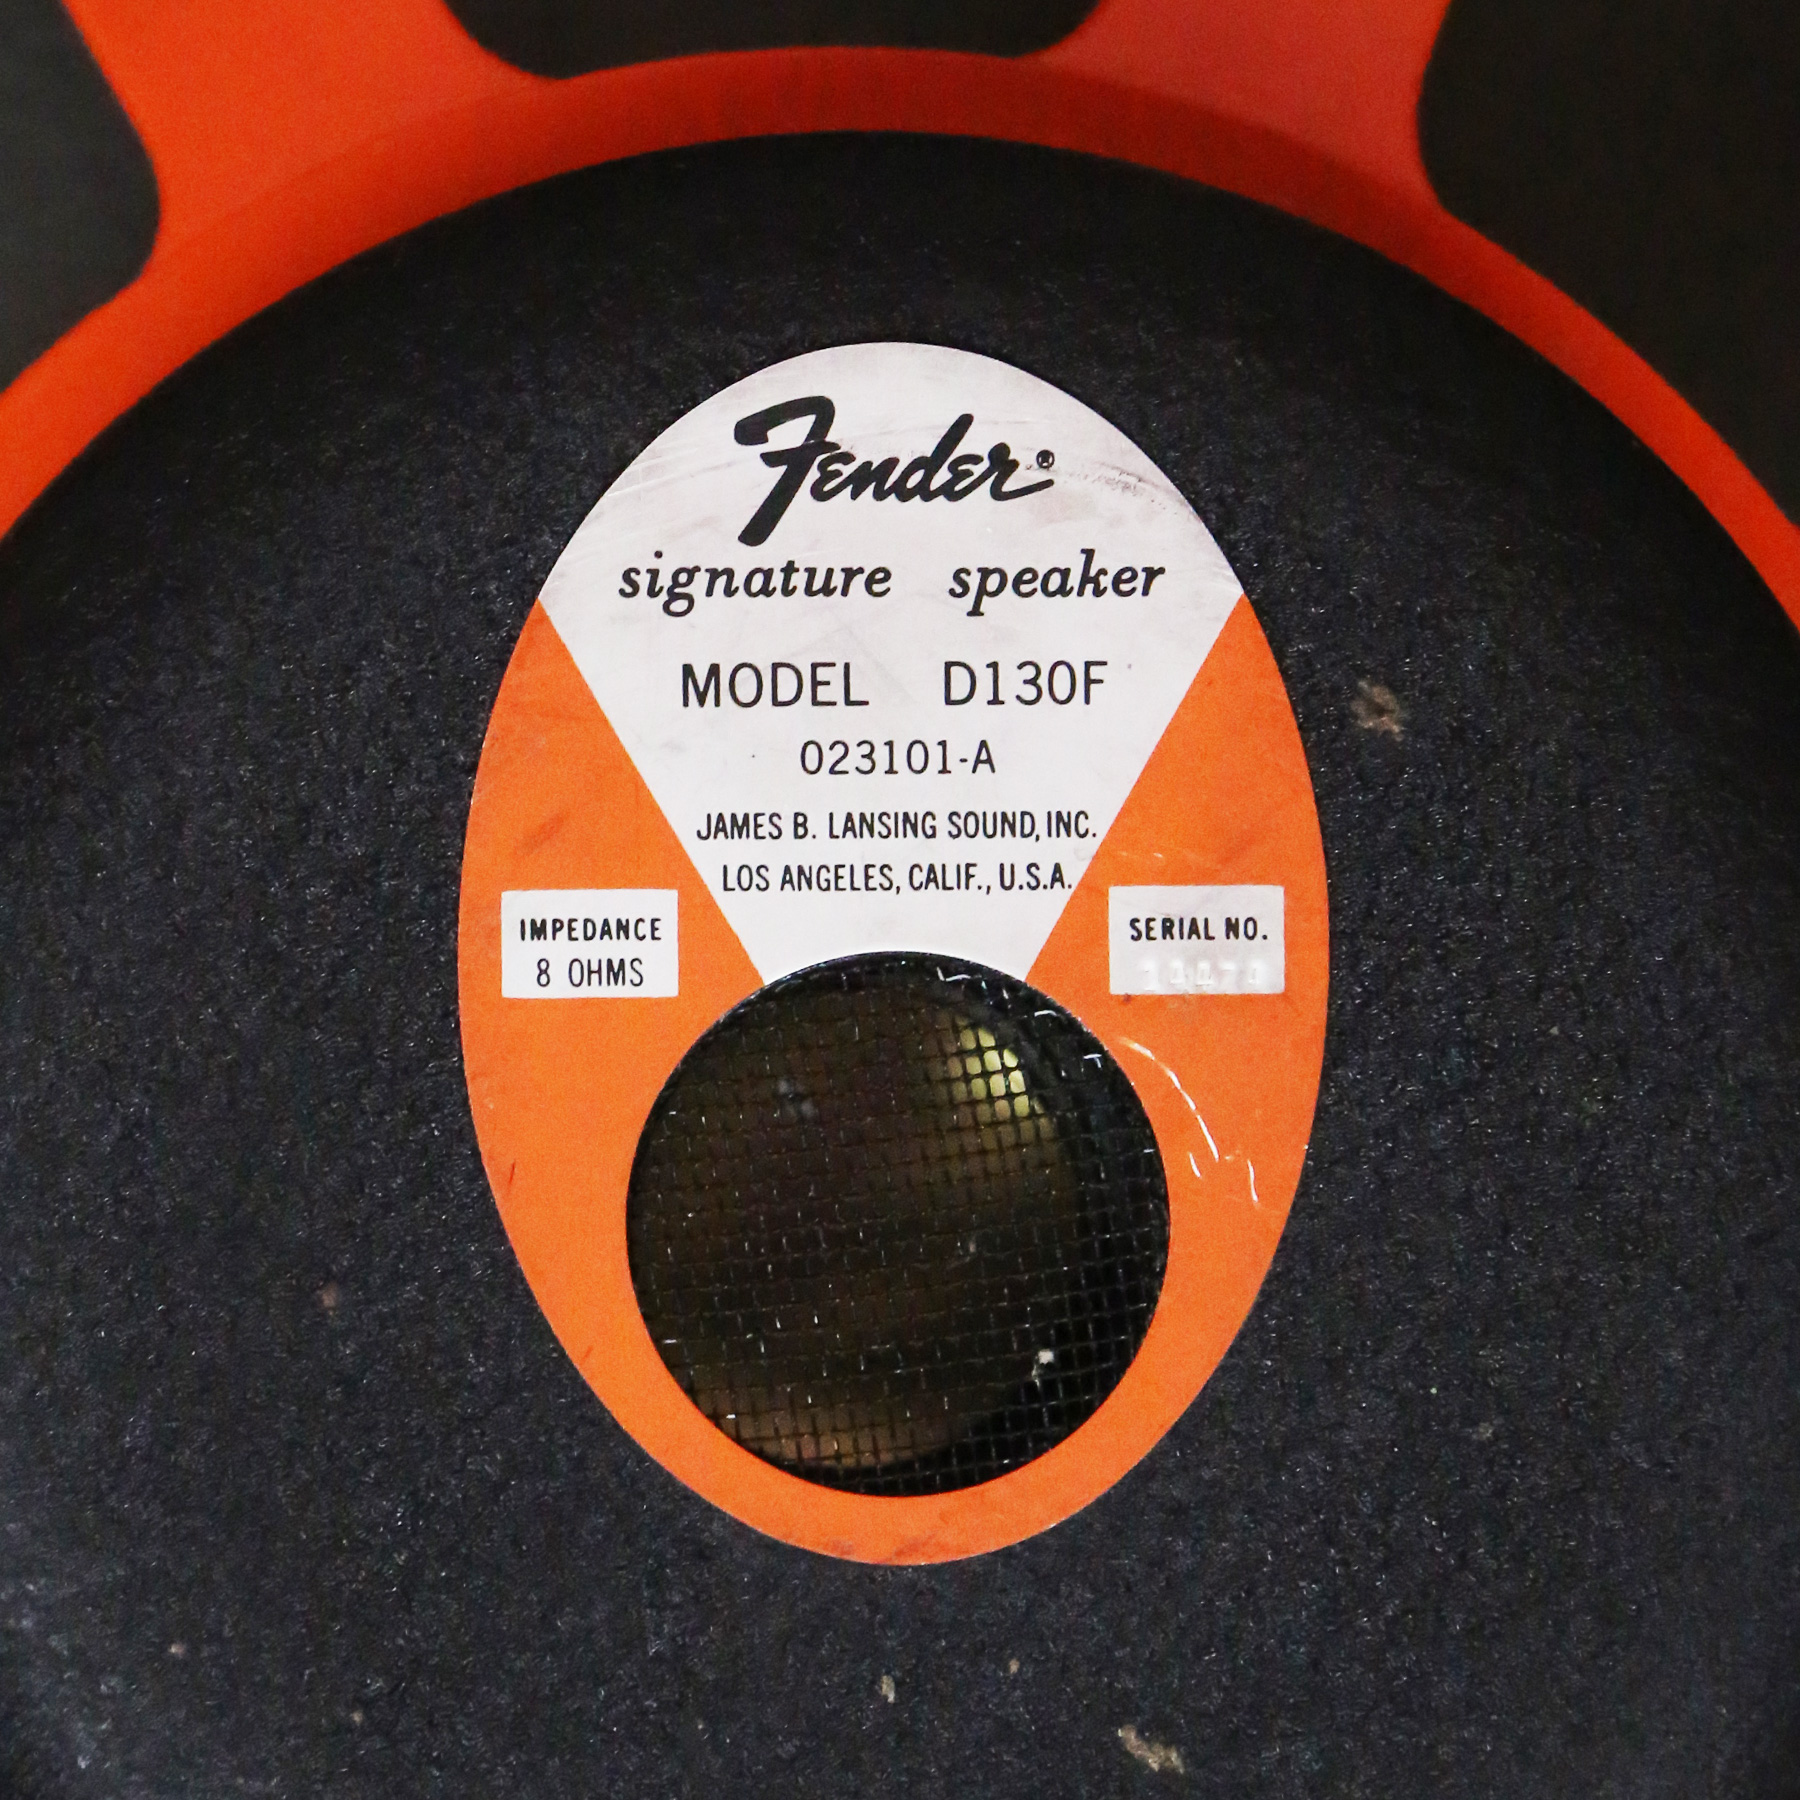 Fender®
signature speaker
MODEL D130F
023101-A
JAMES B. LANSING SOUND, INC.
LOS ANGELES, CALIF., U.S.A.
IMPEDANCE
8 OHMS
SERIAL NO.